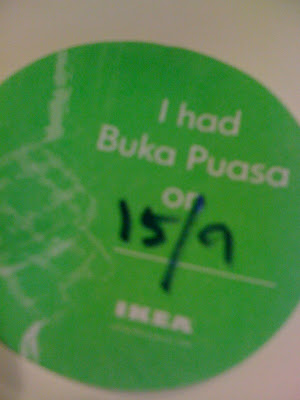 I had
Buka Puasa
on
15/9
IKEA